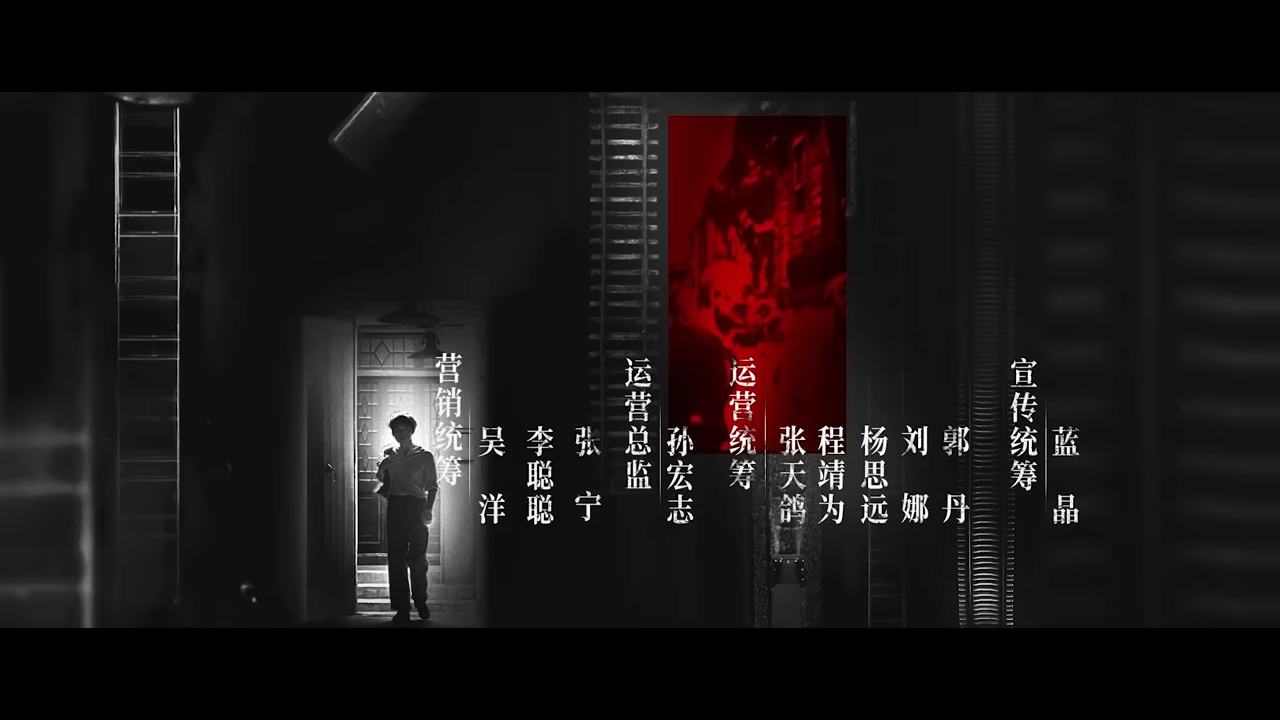 营销统筹
吴洋
李聪聪
张宁
运营总监
孙宏志
运营统筹
张天鸽
程靖为
杨思远
刘娜
郭丹
宣传统筹
蓝晶